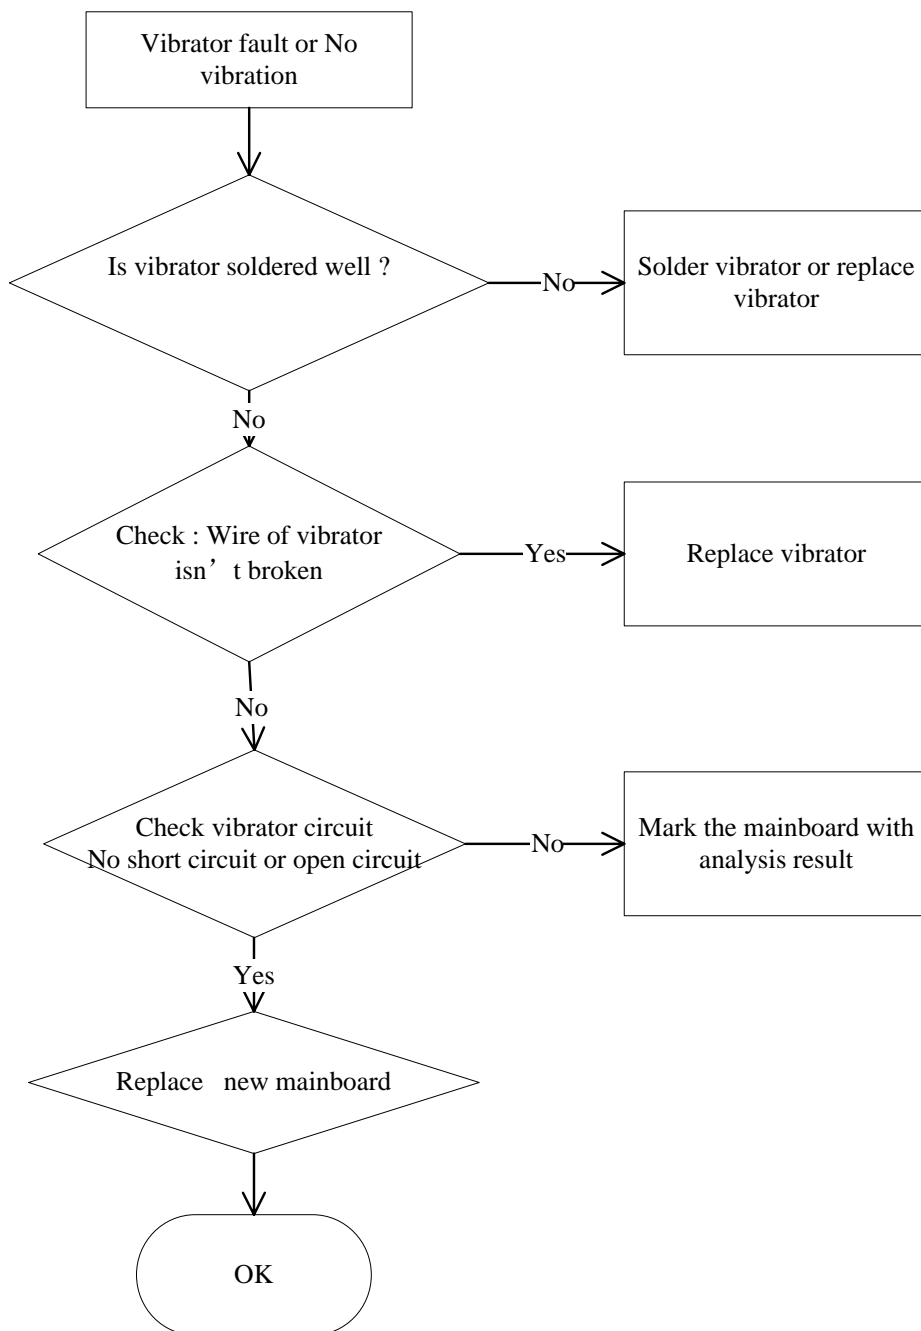 Vibrator fault or No
vibration
Is vibrator soldered well ?
No
Solder vibrator or replace
vibrator
No
Check : Wire of vibrator
isn’ t broken
Yes
Replace vibrator
No
Check vibrator circuit
No short circuit or open circuit
No
Mark the mainboard with
analysis result
Yes
Replace new mainboard
OK